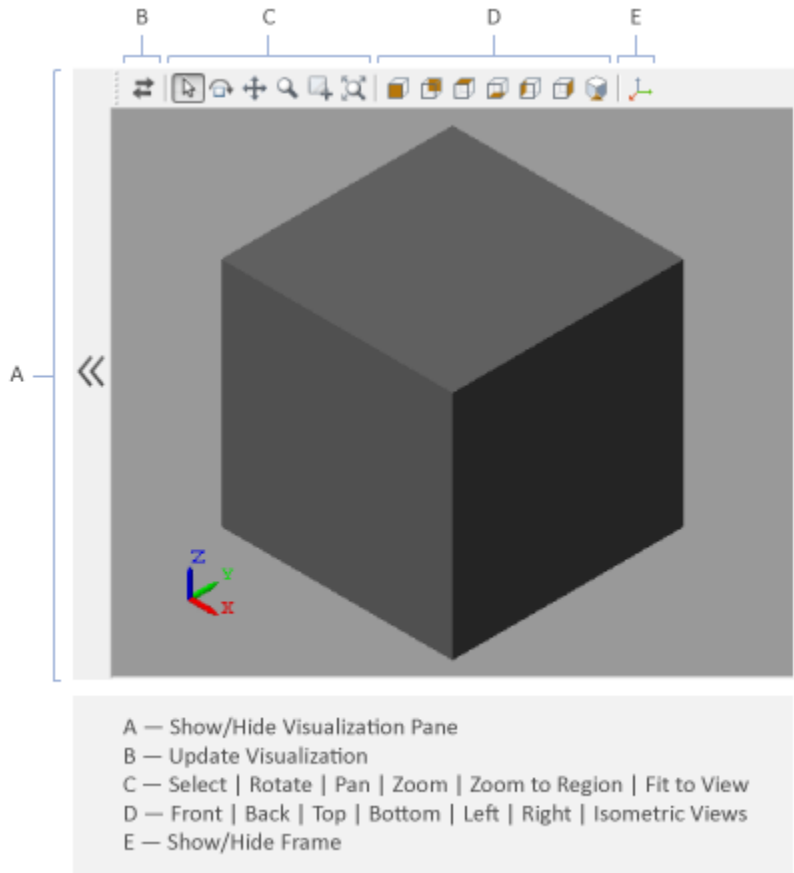 B C D E
A
Z
Y
X
A — Show/Hide Visualization Pane
B — Update Visualization
C — Select | Rotate | Pan | Zoom | Zoom to Region | Fit to View
D — Front | Back | Top | Bottom | Left | Right | Isometric Views
E — Show/Hide Frame